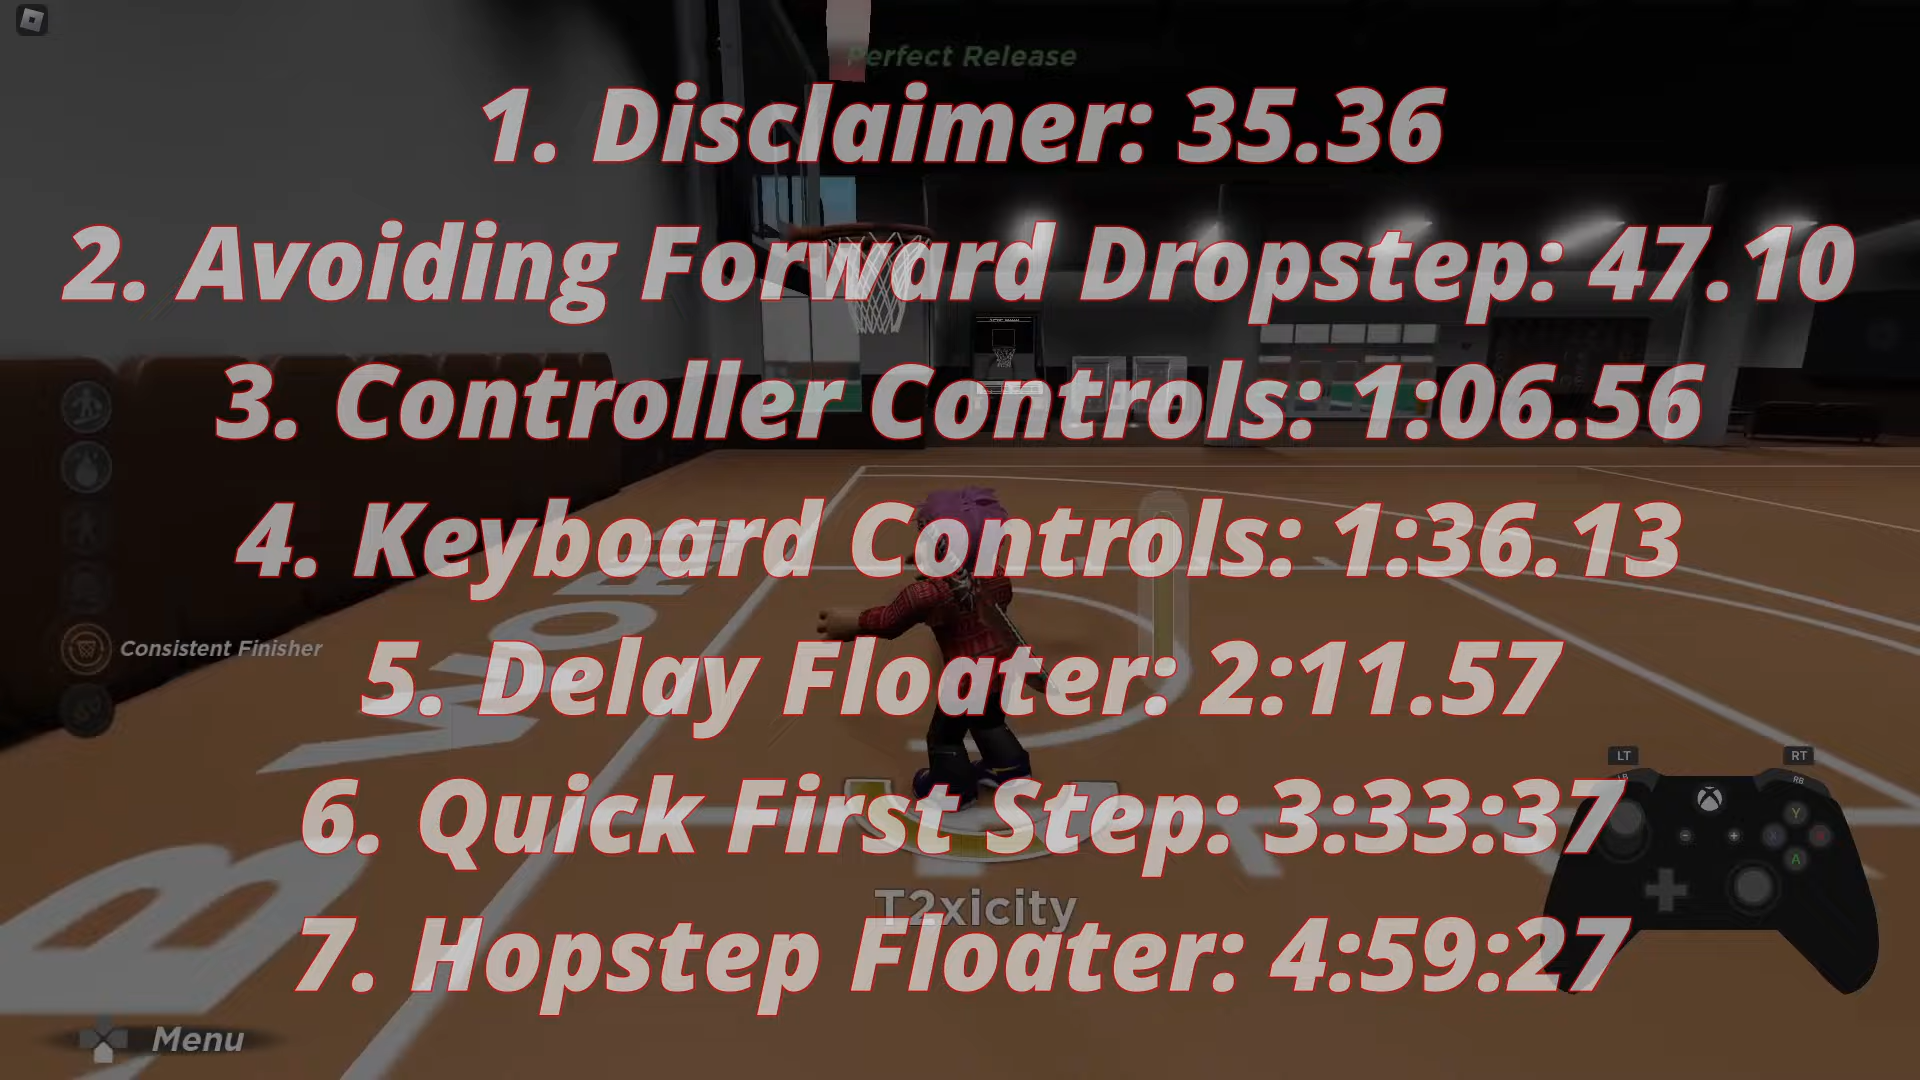 Perfect Release
1. Disclaimer: 35.36
2. Avoiding Forward Dropstep: 47.10
3. Controller Controls: 1:06.56
4. Keyboard Controls: 1:36.13
Consistent Finisher
5. Delay Floater: 2:11.57
LT RT
LB RB
6. Quick First Step: 3:33:37
Y
X B
A
T2xicity
7. Hopstep Floater: 4:59:27
Menu